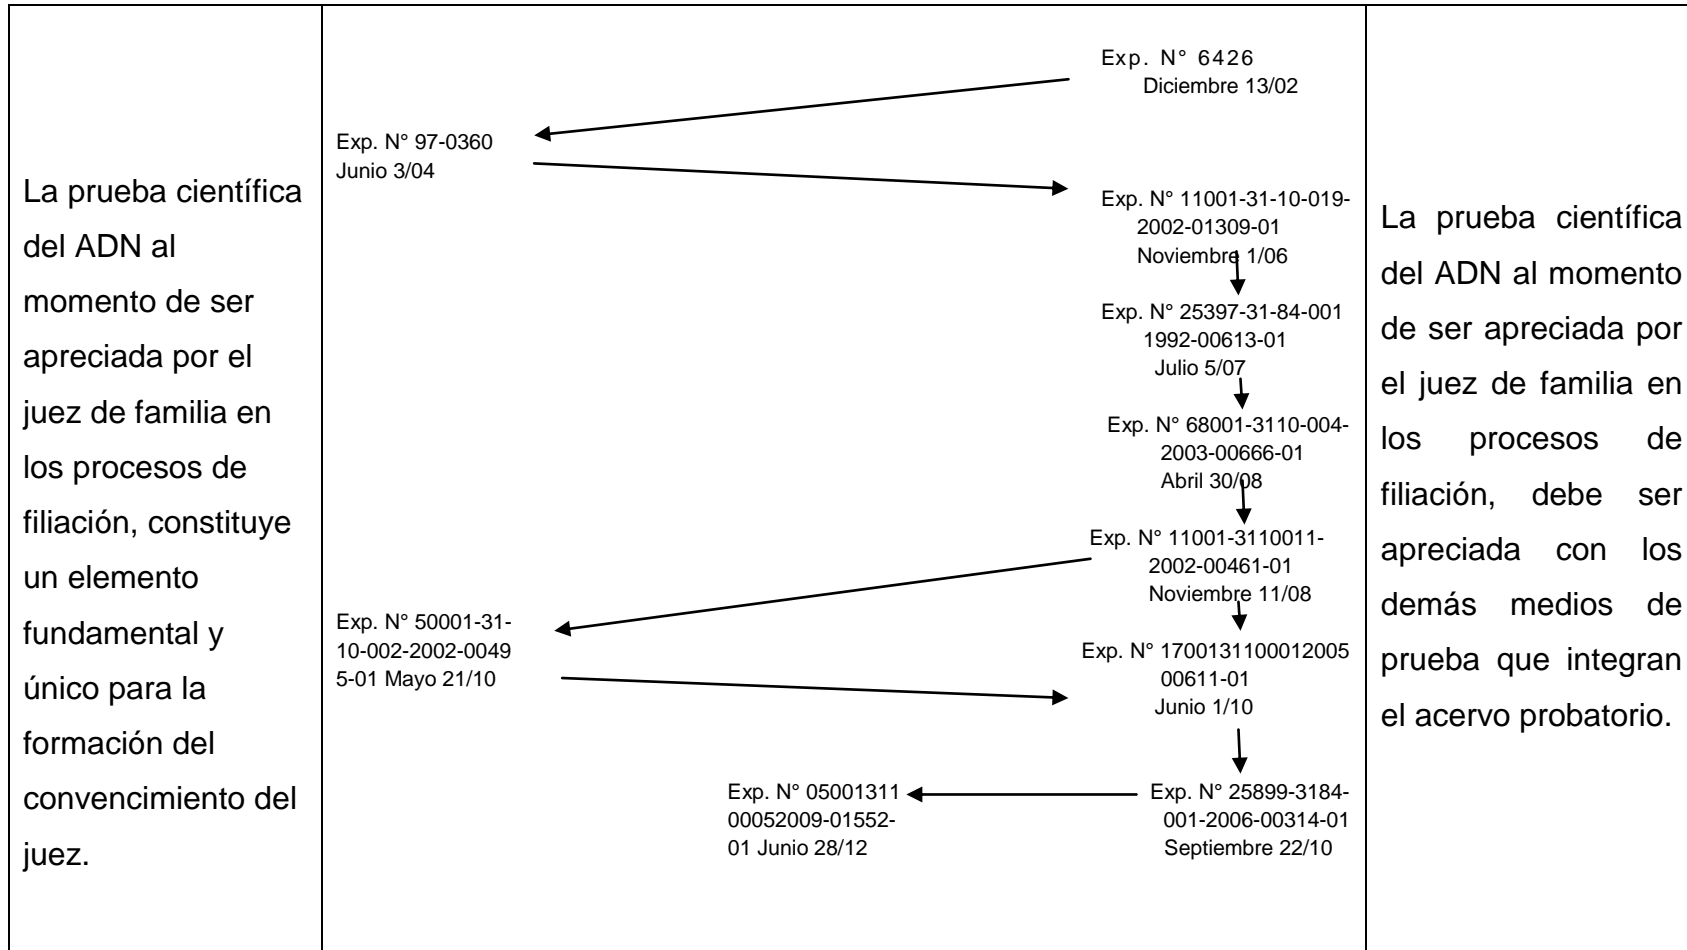 La prueba científica
del ADN al
momento de ser
apreciada por el
juez de familia en
los procesos de
filiación, constituye
un elemento
fundamental y
único para la
formación del
convencimiento del
juez.
Exp. N° 6426
Diciembre 13/02
Exp. N° 97-0360
Junio 3/04
Exp. N° 11001-31-10-019-
2002-01309-01
Noviembre 1/06
Exp. N° 25397-31-84-001
1992-00613-01
Julio 5/07
Exp. N° 68001-3110-004-
2003-00666-01
Abril 30/08
Exp. N° 11001-3110011-
2002-00461-01
Noviembre 11/08
Exp. N° 50001-31-
10-002-2002-0049
5-01 Mayo 21/10
Exp. N° 1700131100012005
00611-01
Junio 1/10
Exp. N° 25899-3184-
001-2006-00314-01
Septiembre 22/10
Exp. N° 05001311
00052009-01552-
01 Junio 28/12
La prueba científica
del ADN al momento
de ser apreciada por
el juez de familia en
los procesos de
filiación, debe ser
apreciada con los
demás medios de
prueba que integran
el acervo probatorio.